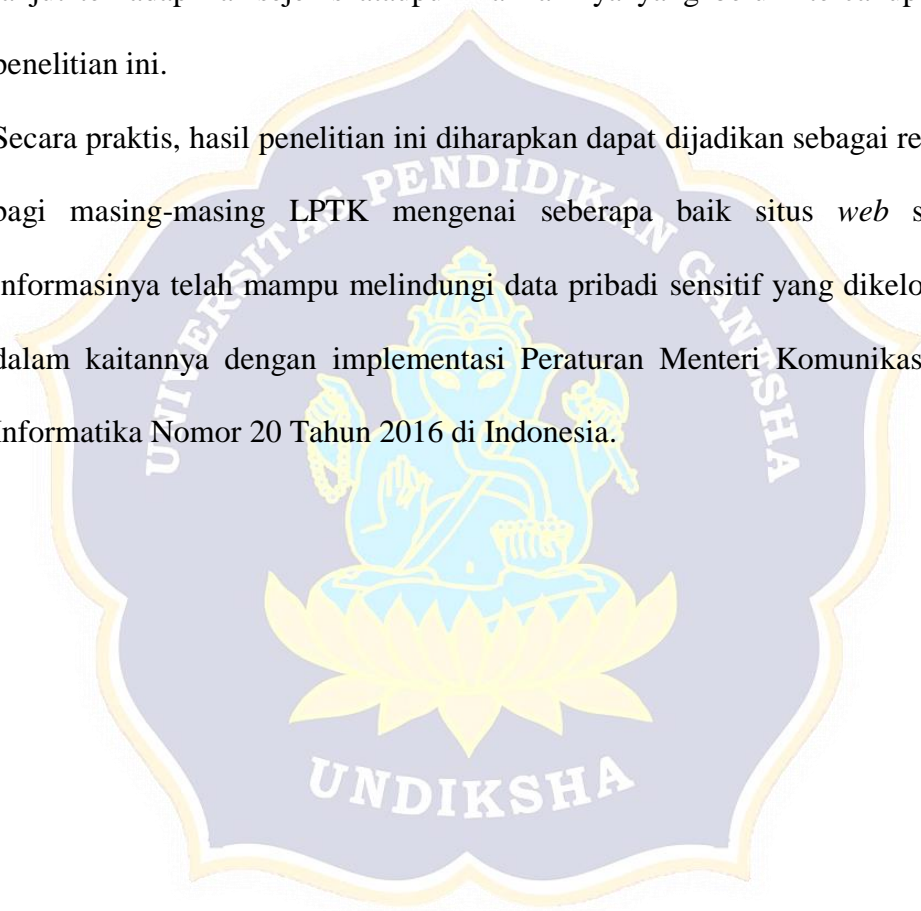 penelitian ini.
Secara praktis, hasil penelitian ini diharapkan dapat dijadikan sebagai
bagi masing-masing LPTK mengenai seberapa baik situs web
informasinya telah mampu melindungi data pribadi sensitif yang
dalam kaitannya dengan implementasi Peraturan Menteri
Informatika Nomor 20 Tahun 2016 di Indonesia.
UNIVERSITAS PENDIDIKAN GANESHA
UNDIKSHA